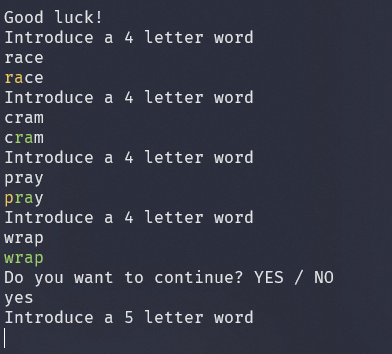 Good luck!
Introduce a 4 letter word
race
race
Introduce a 4 letter word
cram
cram
Introduce a 4 letter word
pray
pray
Introduce a 4 letter word
wrap
wrap
Do you want to continue? YES / NO
yes
Introduce a 5 letter word